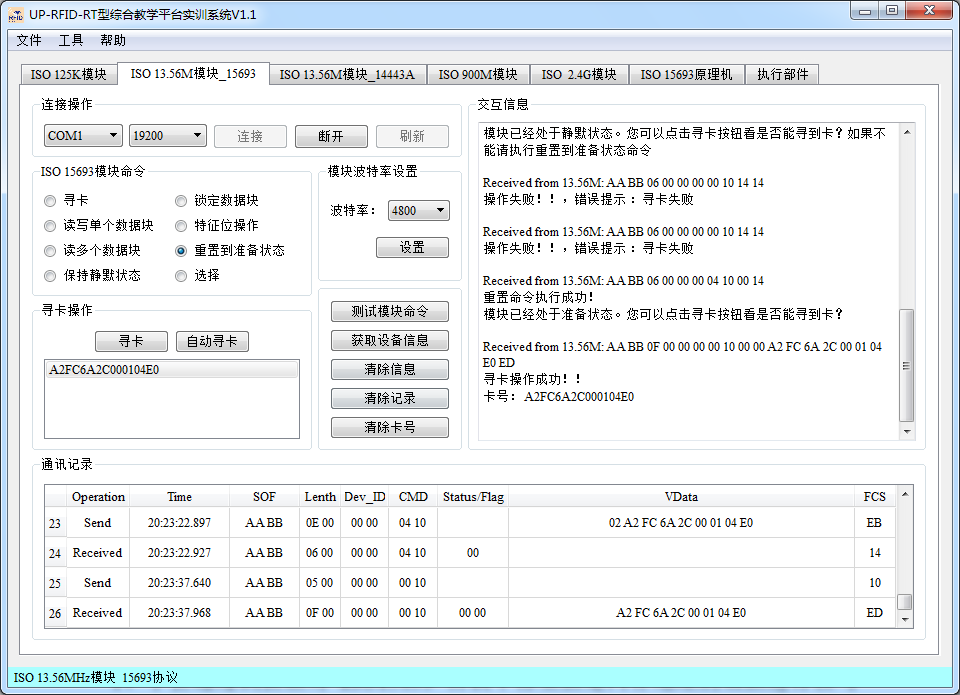 UP-RFID-RT型综合教学平台实训系统V1.1
文件 工具 帮助
ISO 125K模块 ISO 13.56M模块_15693 ISO 13.56M模块_14443A ISO 900M模块 ISO 2.4G模块 ISO 15693原理机 执行部件
连接操作
COM1 19200 连接 断开 刷新
ISO 15693模块命令
寻卡 锁定数据块
读写单个数据块 特征位操作
读多个数据块 重置到准备状态
保持静默状态 选择
模块波特率设置
波特率： 4800
设置
寻卡操作
寻卡 自动寻卡
A2FC6A2C000104E0
测试模块命令
获取设备信息
清除信息
清除记录
清除卡号
交互信息
模块已经处于静默状态。您可以点击寻卡按钮看是否能寻到卡？如果不
能请执行重置到准备状态命令
Received from 13.56M: AA BB 06 00 00 00 00 10 14 14
操作失败！！，错误提示 ：寻卡失败
Received from 13.56M: AA BB 06 00 00 00 00 10 14 14
操作失败！！，错误提示 ：寻卡失败
Received from 13.56M: AA BB 06 00 00 00 04 10 00 14
重置命令执行成功！
模块已经处于准备状态。您可以点击寻卡按钮看是否能寻到卡？
Received from 13.56M: AA BB 0F 00 00 00 00 10 00 00 A2 FC 6A 2C 00 01 04
E0 ED
寻卡操作成功！！
卡号： A2FC6A2C000104E0
通讯记录
Operation Time SOF Lenth Dev_ID CMD Status/Flag VData FCS
23 Send 20:23:22.897 AA BB 0E 00 00 00 04 10 02 A2 FC 6A 2C 00 01 04 E0 EB
24 Received 20:23:22.927 AA BB 06 00 00 00 04 10 00 14
25 Send 20:23:37.640 AA BB 05 00 00 00 00 10 10
26 Received 20:23:37.968 AA BB 0F 00 00 00 00 10 00 00 A2 FC 6A 2C 00 01 04 E0 ED
ISO 13.56MHz模块 15693协议